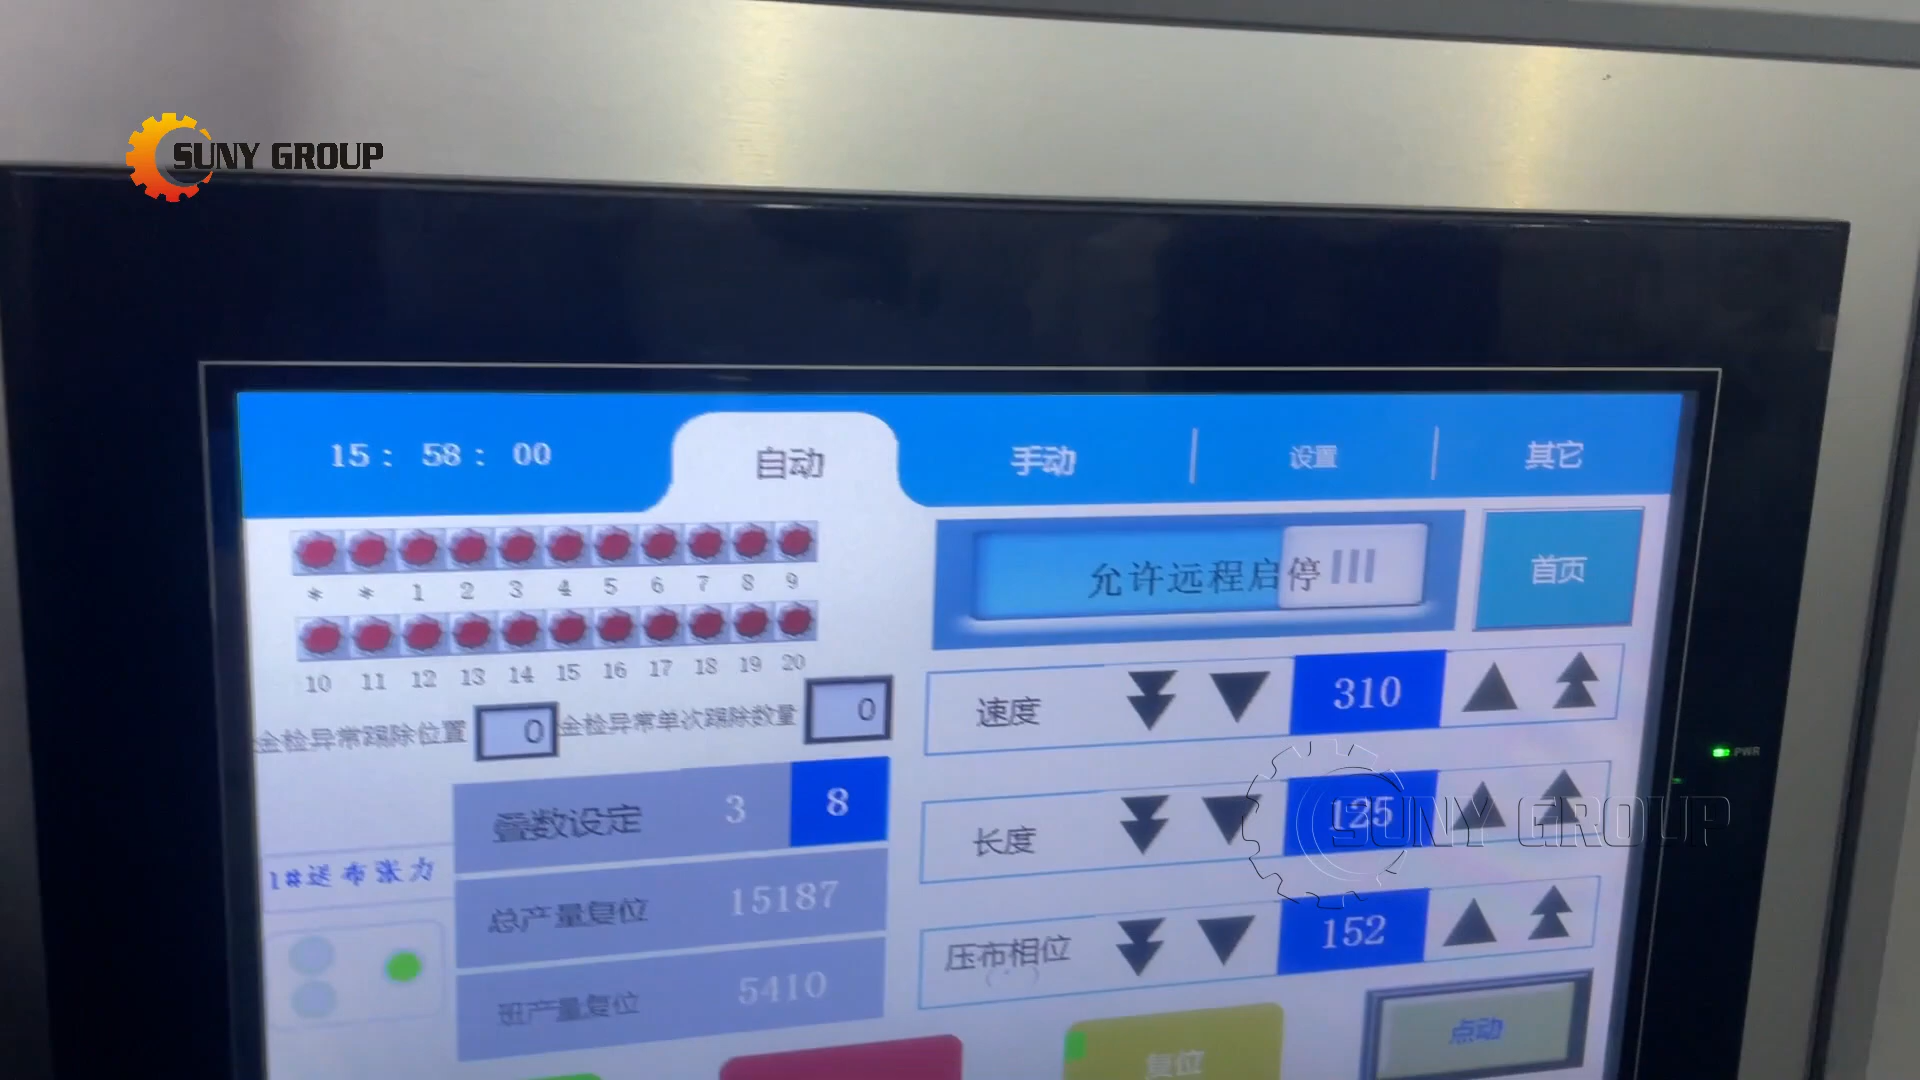 SUNY GROUP
15: 58: 00
自动
手动
设置
其它
* * 1 2 3 4 5 6 7 8 9
10 11 12 13 14 15 16 17 18 19 20
允许远程启停
首页
金检异常踢除位置 0
金检异常单次踢除数量 0
速度 310
叠数设定 3 8
长度 125
1#送布张力
总产量复位 15187
压布相位 152
班产量复位 5410
复位
点动
PWR
SUNY GROUP